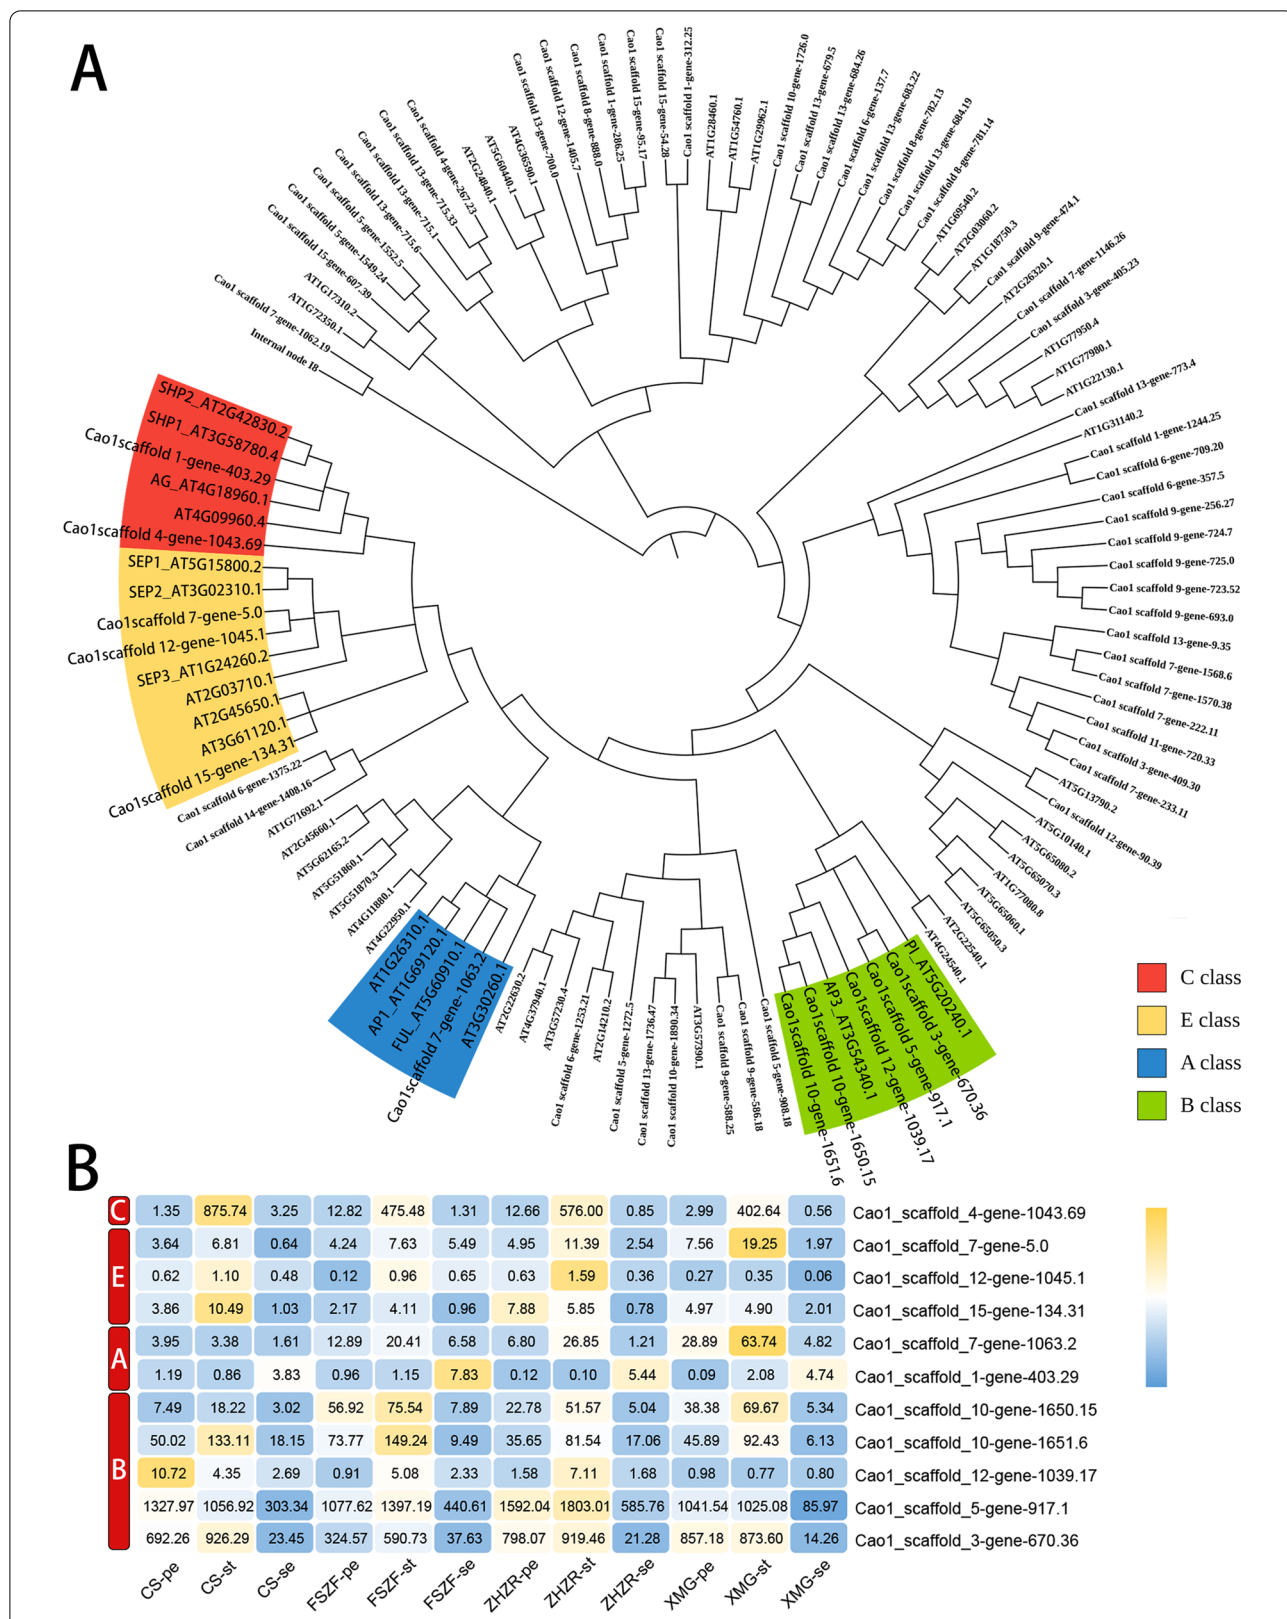 A
Cao1 scaffold 7-gene-1062.19
Internal node 18
AT1G72350.1
AT1G17310.2
Cao1 scaffold 15-gene-607.39
Cao1 scaffold 5-gene-1549.24
Cao1 scaffold 5-gene-1552.5
Cao1 scaffold 13-gene-715.6
Cao1 scaffold 13-gene-715.1
Cao1 scaffold 13-gene-715.33
Cao1 scaffold 4-gene-267.23
AT2G24840.1
AT5G60440.1
AT4G36590.1
Cao1 scaffold 13-gene-700.0
Cao1 scaffold 12-gene-1405.7
Cao1 scaffold 8-gene-888.0
Cao1 scaffold 1-gene-286.25
Cao1 scaffold 15-gene-95.17
Cao1 scaffold 15-gene-54.28
Cao1 scaffold 1-gene-312.25
AT1G28460.1
AT1G54760.1
AT1G29962.1
Cao1 scaffold 10-gene-1726.0
Cao1 scaffold 13-gene-679.5
Cao1 scaffold 13-gene-684.26
Cao1 scaffold 6-gene-137.7
Cao1 scaffold 13-gene-683.22
Cao1 scaffold 8-gene-782.13
Cao1 scaffold 13-gene-684.19
Cao1 scaffold 8-gene-781.14
AT1G69540.2
AT2G03060.2
AT1G18750.3
Cao1 scaffold 9-gene-474.1
AT2G26320.1
Cao1 scaffold 7-gene-1146.26
Cao1 scaffold 3-gene-405.23
AT1G77950.4
AT1G77980.1
AT1G22130.1
Cao1 scaffold 13-gene-773.4
AT1G31140.2
Cao1 scaffold 1-gene-1244.25
Cao1 scaffold 6-gene-709.20
Cao1 scaffold 6-gene-357.5
Cao1 scaffold 9-gene-256.27
Cao1 scaffold 9-gene-724.7
Cao1 scaffold 9-gene-725.0
Cao1 scaffold 9-gene-723.52
Cao1 scaffold 9-gene-693.0
Cao1 scaffold 13-gene-9.35
Cao1 scaffold 7-gene-1568.6
Cao1 scaffold 7-gene-1570.38
Cao1 scaffold 7-gene-222.11
Cao1 scaffold 11-gene-720.33
Cao1 scaffold 3-gene-409.30
Cao1 scaffold 7-gene-233.11
AT5G13790.2
Cao1 scaffold 12-gene-90.39
AT5G10140.1
AT5G65080.2
AT5G65070.3
AT1G77080.8
AT5G65060.1
AT5G65050.3
AT2G22540.1
AT4G24540.1
PI_AT5G20240.1
Cao1scaffold 3-gene-670.36
Cao1scaffold 5-gene-917.1
Cao1scaffold 12-gene-1039.17
AP3_AT3G54340.1
Cao1scaffold 10-gene-1650.15
Cao1scaffold 10-gene-1651.6
Cao1 scaffold 5-gene-908.18
Cao1 scaffold 9-gene-586.18
Cao1 scaffold 9-gene-588.25
AT3G57390.1
Cao1 scaffold 10-gene-1890.34
Cao1 scaffold 13-gene-1736.47
Cao1 scaffold 5-gene-1272.5
AT2G14210.2
Cao1 scaffold 6-gene-1253.21
AT3G57230.4
AT4G37940.1
AT2G22630.2
AT3G30260.1
Cao1scaffold 7-gene-1063.2
FUL_AT5G60910.1
AP1_AT1G69120.1
AT1G26310.1
AT4G22950.1
AT4G11880.1
AT5G51870.3
AT5G51860.1
AT5G62165.2
AT2G45660.1
AT1G71692.1
Cao1 scaffold 14-gene-1408.16
Cao1 scaffold 6-gene-1375.22
Cao1scaffold 15-gene-134.31
AT3G61120.1
AT2G45650.1
AT2G03710.1
SEP3_AT1G24260.2
Cao1scaffold 12-gene-1045.1
Cao1scaffold 7-gene-5.0
SEP2_AT3G02310.1
SEP1_AT5G15800.2
Cao1scaffold 4-gene-1043.69
AT4G09960.4
AG_AT4G18960.1
Cao1scaffold 1-gene-403.29
SHP1_AT3G58780.4
SHP2_AT2G42830.2
C class
E class
A class
B class
B
C 1.35 875.74 3.25 12.82 475.48 1.31 12.66 576.00 0.85 2.99 402.64 0.56 Cao1_scaffold_4-gene-1043.69
3.64 6.81 0.64 4.24 7.63 5.49 4.95 11.39 2.54 7.56 19.25 1.97 Cao1_scaffold_7-gene-5.0
E 0.62 1.10 0.48 0.12 0.96 0.65 0.63 1.59 0.36 0.27 0.35 0.06 Cao1_scaffold_12-gene-1045.1
3.86 10.49 1.03 2.17 4.11 0.96 7.88 5.85 0.78 4.97 4.90 2.01 Cao1_scaffold_15-gene-134.31
A 3.95 3.38 1.61 12.89 20.41 6.58 6.80 26.85 1.21 28.89 63.74 4.82 Cao1_scaffold_7-gene-1063.2
1.19 0.86 3.83 0.96 1.15 7.83 0.12 0.10 5.44 0.09 2.08 4.74 Cao1_scaffold_1-gene-403.29
7.49 18.22 3.02 56.92 75.54 7.89 22.78 51.57 5.04 38.38 69.67 5.34 Cao1_scaffold_10-gene-1650.15
50.02 133.11 18.15 73.77 149.24 9.49 35.65 81.54 17.06 45.89 92.43 6.13 Cao1_scaffold_10-gene-1651.6
B 10.72 4.35 2.69 0.91 5.08 2.33 1.58 7.11 1.68 0.98 0.77 0.80 Cao1_scaffold_12-gene-1039.17
1327.97 1056.92 303.34 1077.62 1397.19 440.61 1592.04 1803.01 585.76 1041.54 1025.08 85.97 Cao1_scaffold_5-gene-917.1
692.26 926.29 23.45 324.57 590.73 37.63 798.07 919.46 21.28 857.18 873.60 14.26 Cao1_scaffold_3-gene-670.36
CS-pe CS-st CS-se FSZF-pe FSZF-st FSZF-se ZHZR-pe ZHZR-st ZHZR-se XMG-pe XMG-st XMG-se